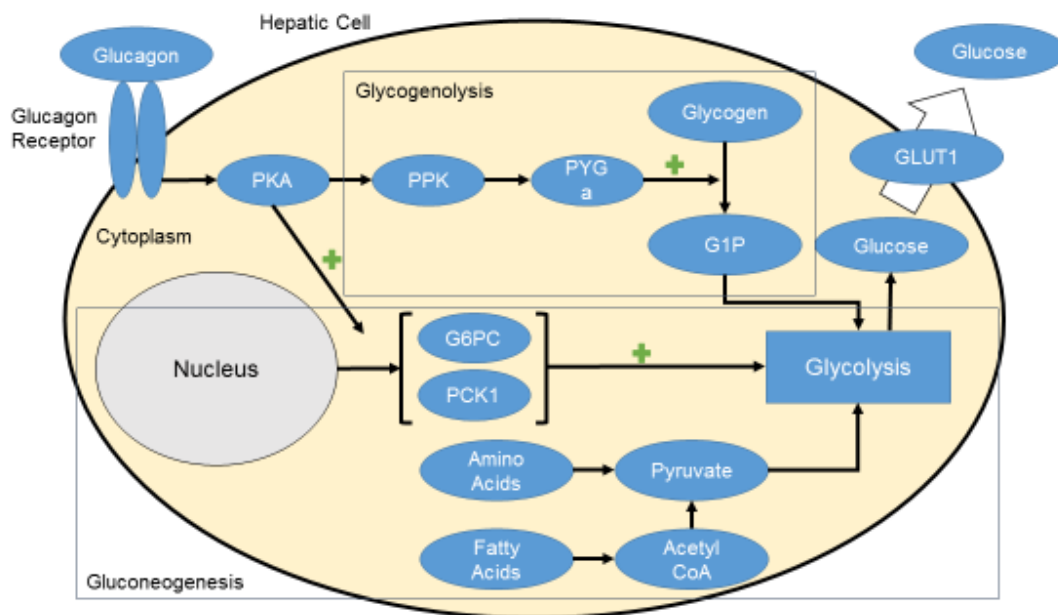 Hepatic Cell
Glucagon
Glucose
Glucagon
Receptor
Glycogenolysis
Glycogen
GLUT1
PKA
PPK
PYG
a
Cytoplasm
G1P
Glucose
Nucleus
G6PC
PCK1
Glycolysis
Amino
Acids
Pyruvate
Fatty
Acids
Acetyl
CoA
Gluconeogenesis